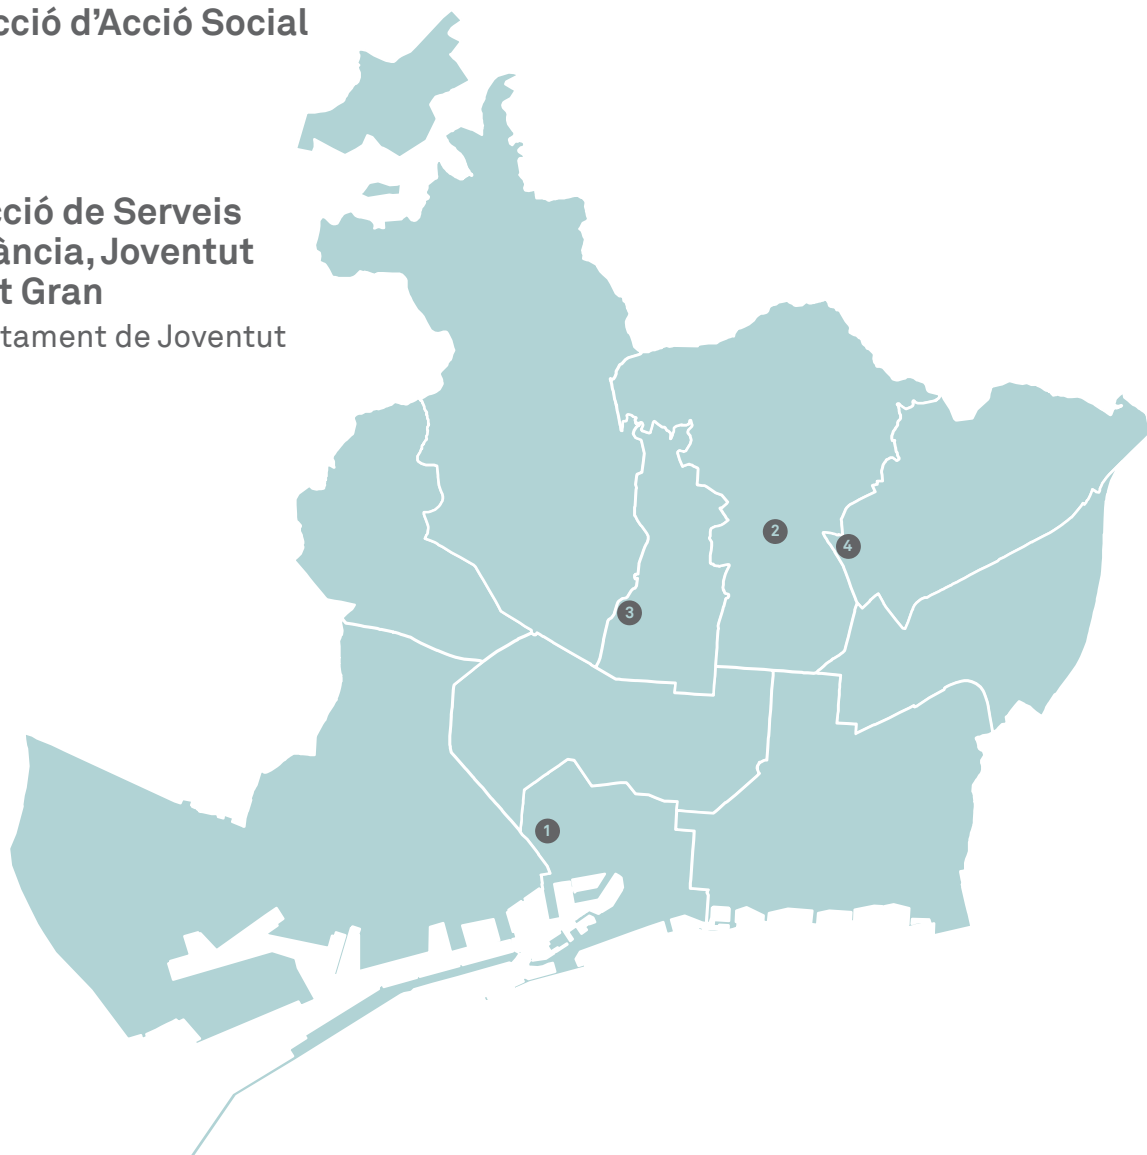 cció d'Acció Social
cció de Serveis
ància, Joventut
t Gran
tament de Joventut
2
4
3
1